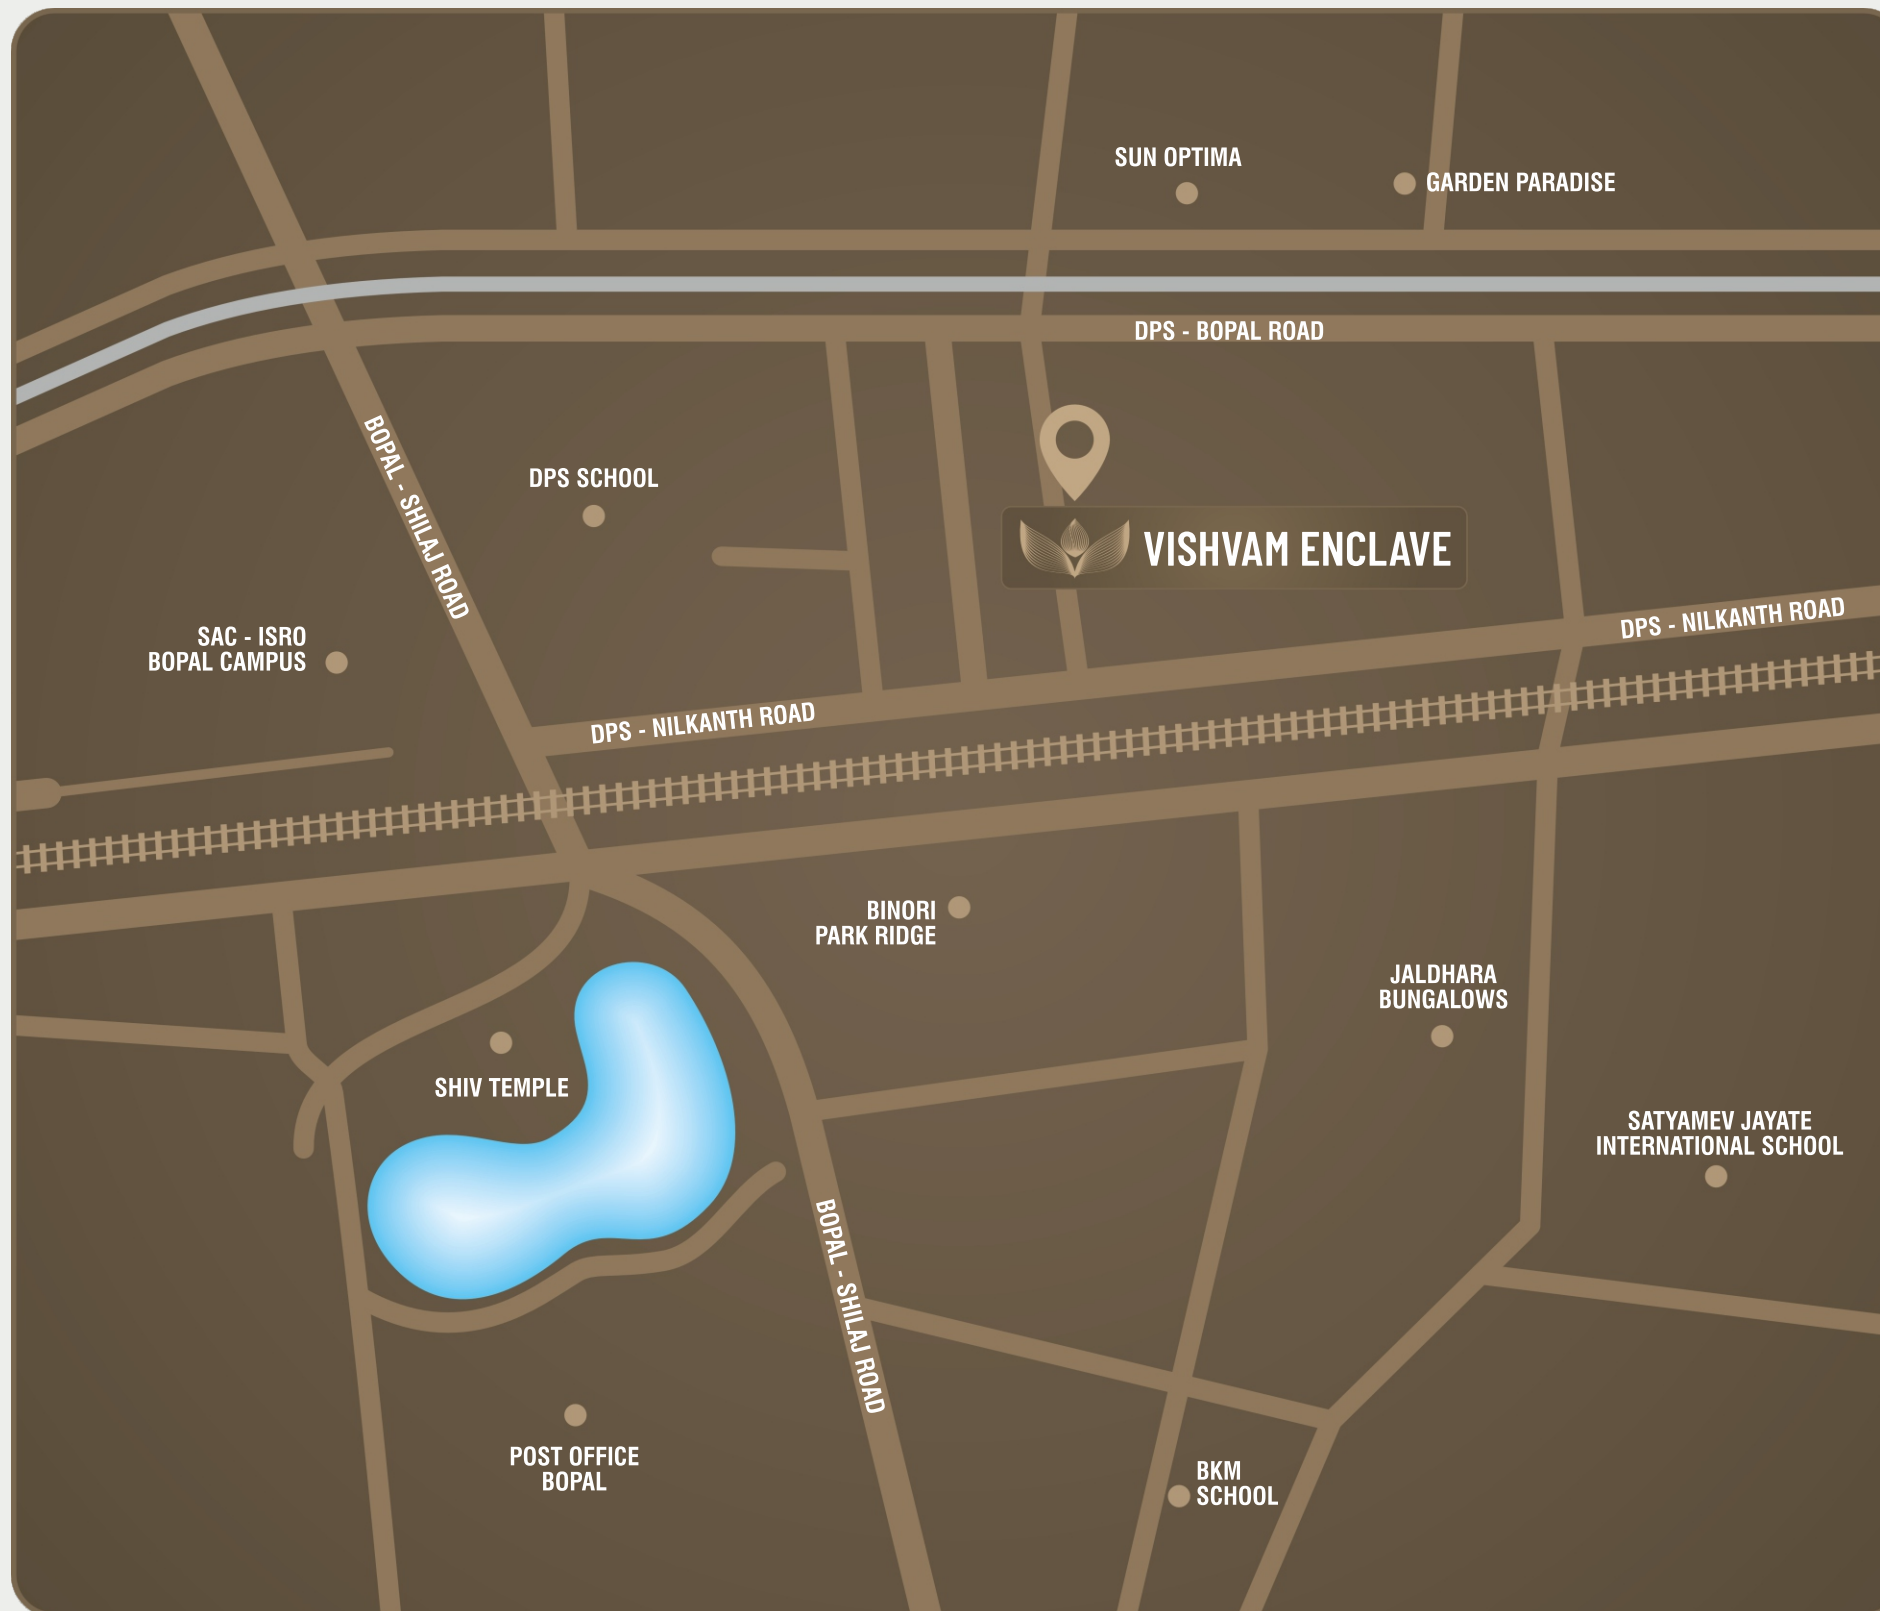 SUN OPTIMA
GARDEN PARADISE
DPS - BOPAL ROAD
BOPAL - SHILAJ ROAD
DPS SCHOOL
VISHVAM ENCLAVE
SAC - ISRO
BOPAL CAMPUS
DPS - NILKANTH ROAD
DPS - NILKANTH ROAD
BINORI
PARK RIDGE
JALDHARA
BUNGALOWS
SHIV TEMPLE
SATYAMEV JAYATE
INTERNATIONAL SCHOOL
BOPAL - SHILAJ ROAD
POST OFFICE
BOPAL
BKM
SCHOOL